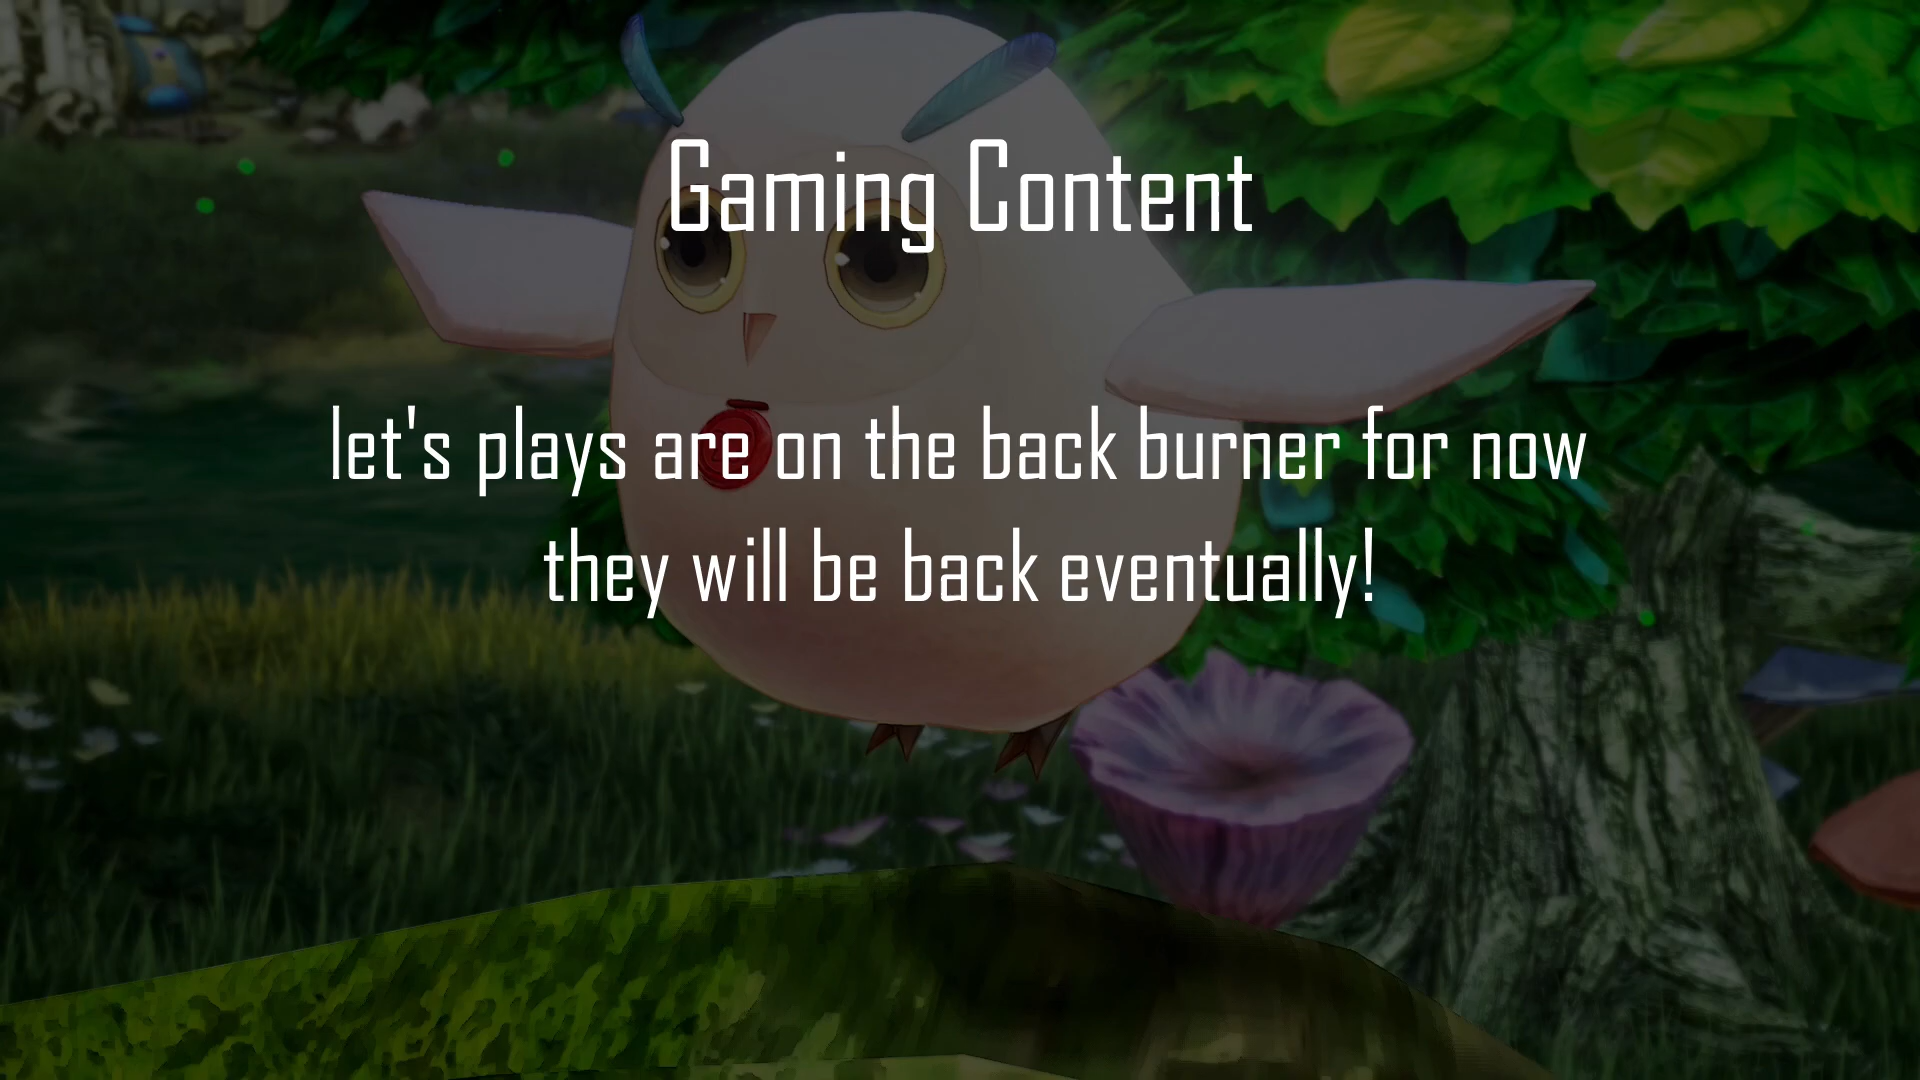 Gaming Content
let's plays are on the back burner for now
they will be back eventually!